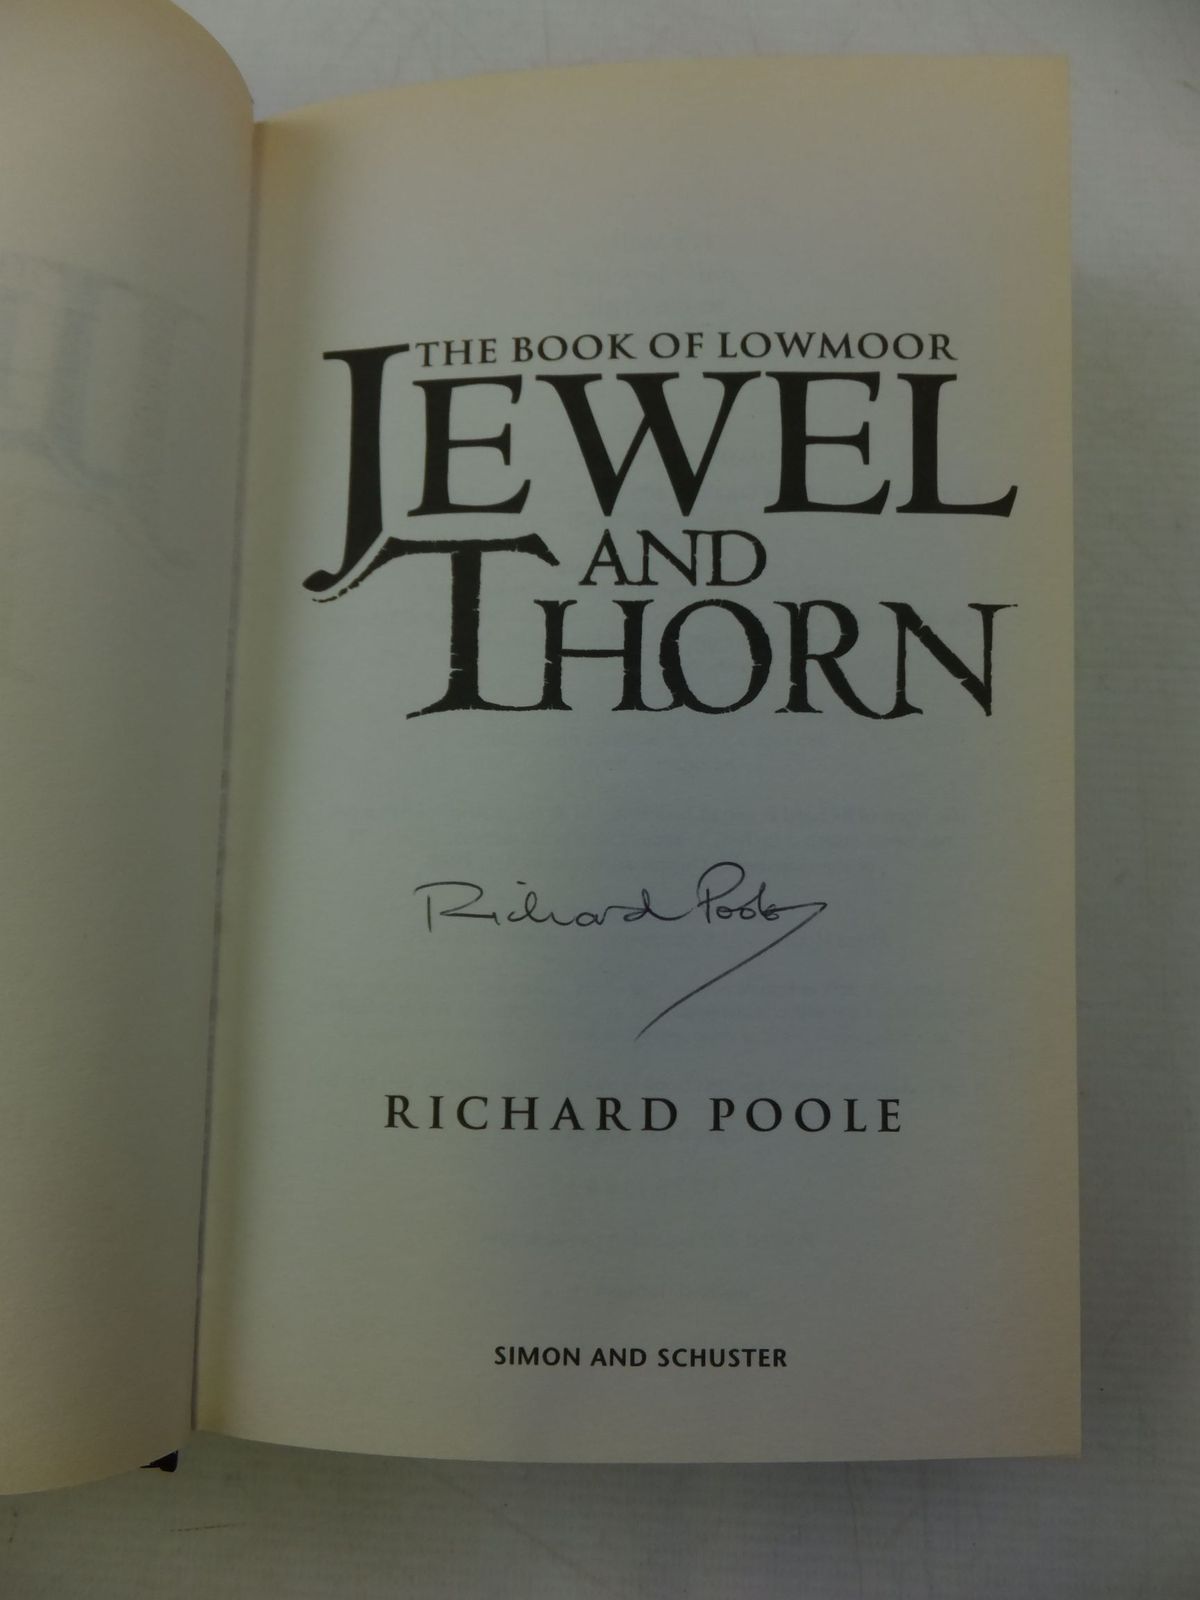 THE BOOK OF LOWMOOR
JEWEL
AND
THORN
Richard Poole
RICHARD POOLE
SIMON AND SCHUSTER